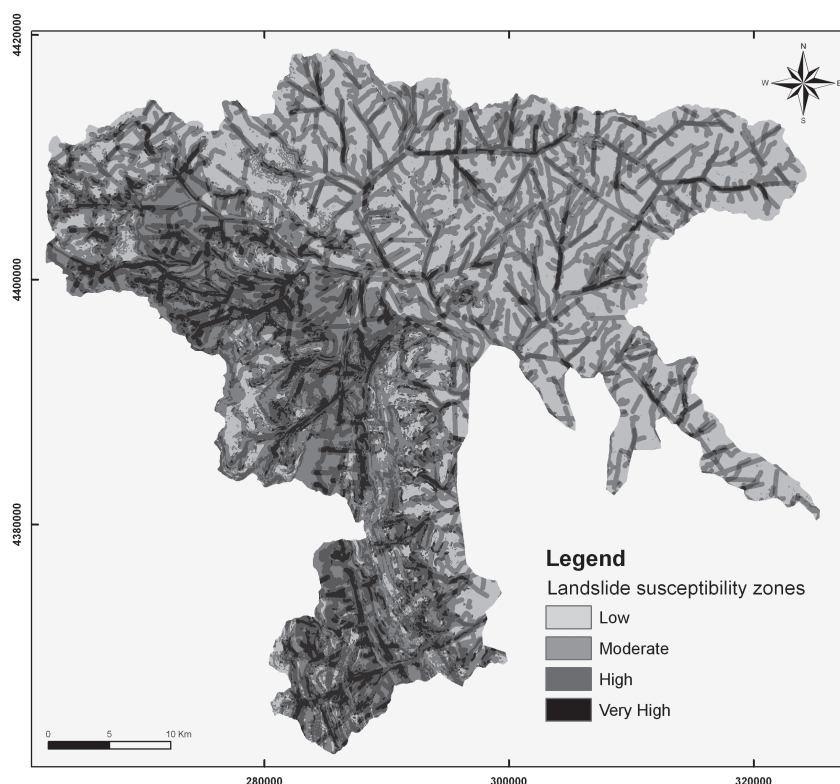 4420000
N
W
E
S
4400000
4380000
Legend
Landslide susceptibility zones
Low
Moderate
High
Very High
0 5 10 Km
280000 300000 320000